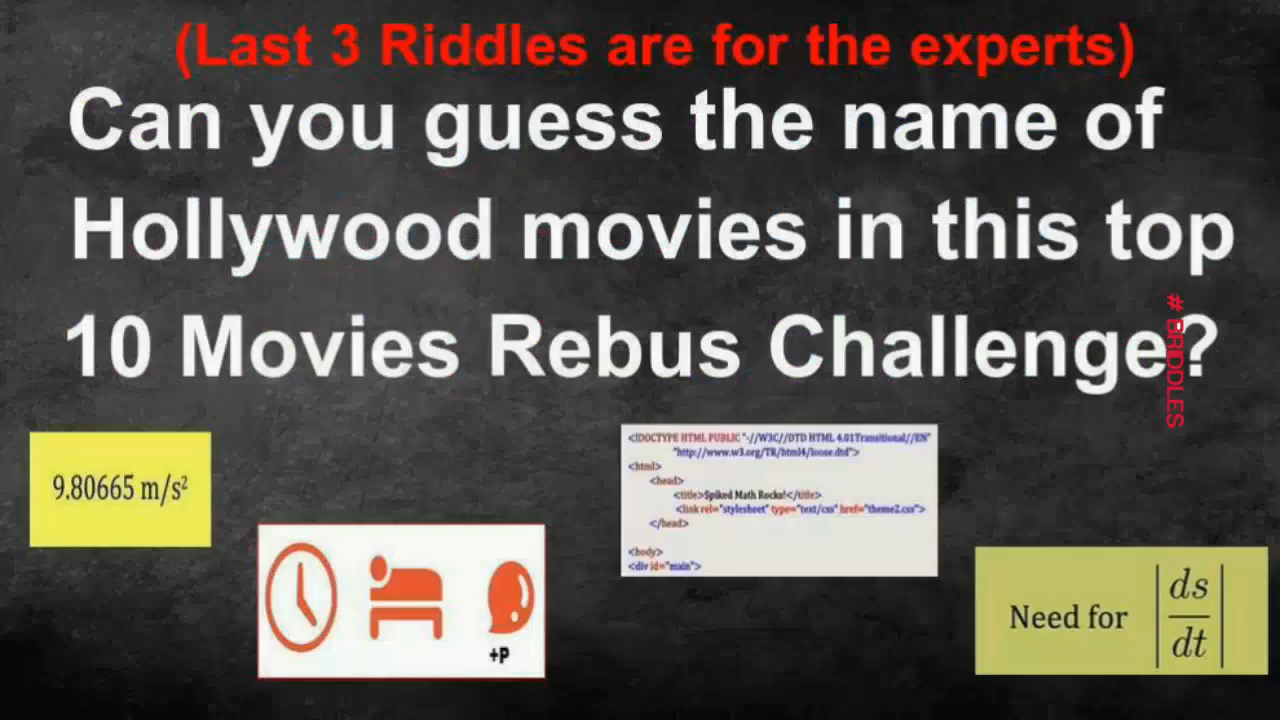 (Last 3 Riddles are for the experts)
Can you guess the name of
Hollywood movies in this top
10 Movies Rebus Challenge?
# BRIDDLES
9.80665 m/s²
+P
<!DOCTYPE HTML PUBLIC "-//W3C//DTD HTML 4.01Transitional//EN"
"http://www.w3.org/TR/html4/loose.dtd">
<html>
<head>
<title>Spiked Math Rocks!</title>
<link rel="stylesheet" type="text/css" href="theme2.css">
</head>
<body>
<div id="main">
Need for |ds/dt|